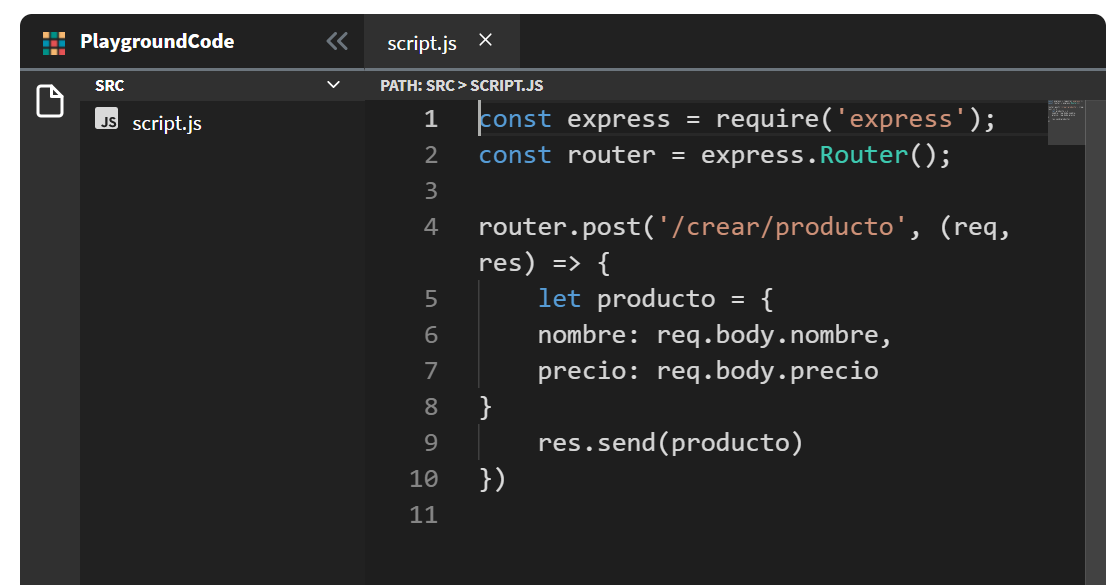 PlaygroundCode
script.js
SRC
PATH: SRC > SCRIPT.JS
JS script.js
1 const express = require('express');
2 const router = express.Router();
3
4 router.post('/crear/producto', (req,
res) => {
5 let producto = {
6 nombre: req.body.nombre,
7 precio: req.body.precio
8 }
9 res.send(producto)
10 })
11